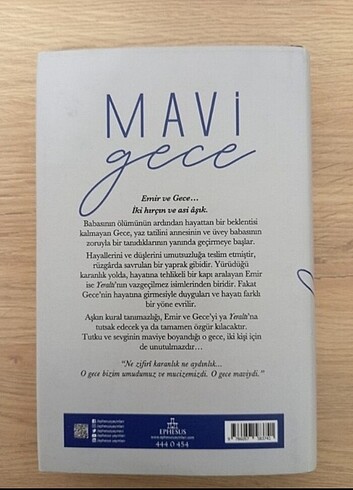 MAVi
gece
Emir ve Gece...
İki hırçın ve asi âşık.
Babasının ölümünün ardından hayattan bir beklentisi
kalmayan Gece, yaz tatilini annesinin ve üvey babasının
zoruyla bir tanıdıklarının yanında geçirmeye başlar.
Hayallerini ve düşlerini umutsuzluğa teslim etmiştir,
rüzgârda savrulan bir yaprak gibidir. Yürüdüğü
karanlık yolda, hayatına tehlikeli bir kapı aralayan Emir
ise Yeraltı'nın vazgeçilmez isimlerinden biridir. Fakat
Gece'nin hayatına girmesiyle duyguları ve hayatı farklı
bir yöne evrilir.
Aşkın kural tanımazlığı, Emir ve Gece'yi ya Yeraltı'na
tutsak edecek ya da tamamen özgür kılacaktır.
Tutku ve sevginin maviye boyandığı o gece, iki kişi için
de unutulmazdır...
"Ne zifirî karanlık ne aydınlık...
O gece bizim umudumuz ve mucizemizdi. O gece maviydi."
EPHESUS
www.ephesusyayinlari.com
444 0 454